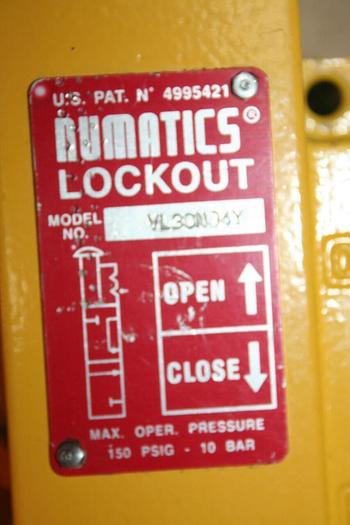 U.S. PAT. N° 4995421
NUMATICS®
LOCKOUT
MODEL
NO. VL30N04Y
OPEN
CLOSE
MAX. OPER. PRESSURE
150 PSIG - 10 BAR